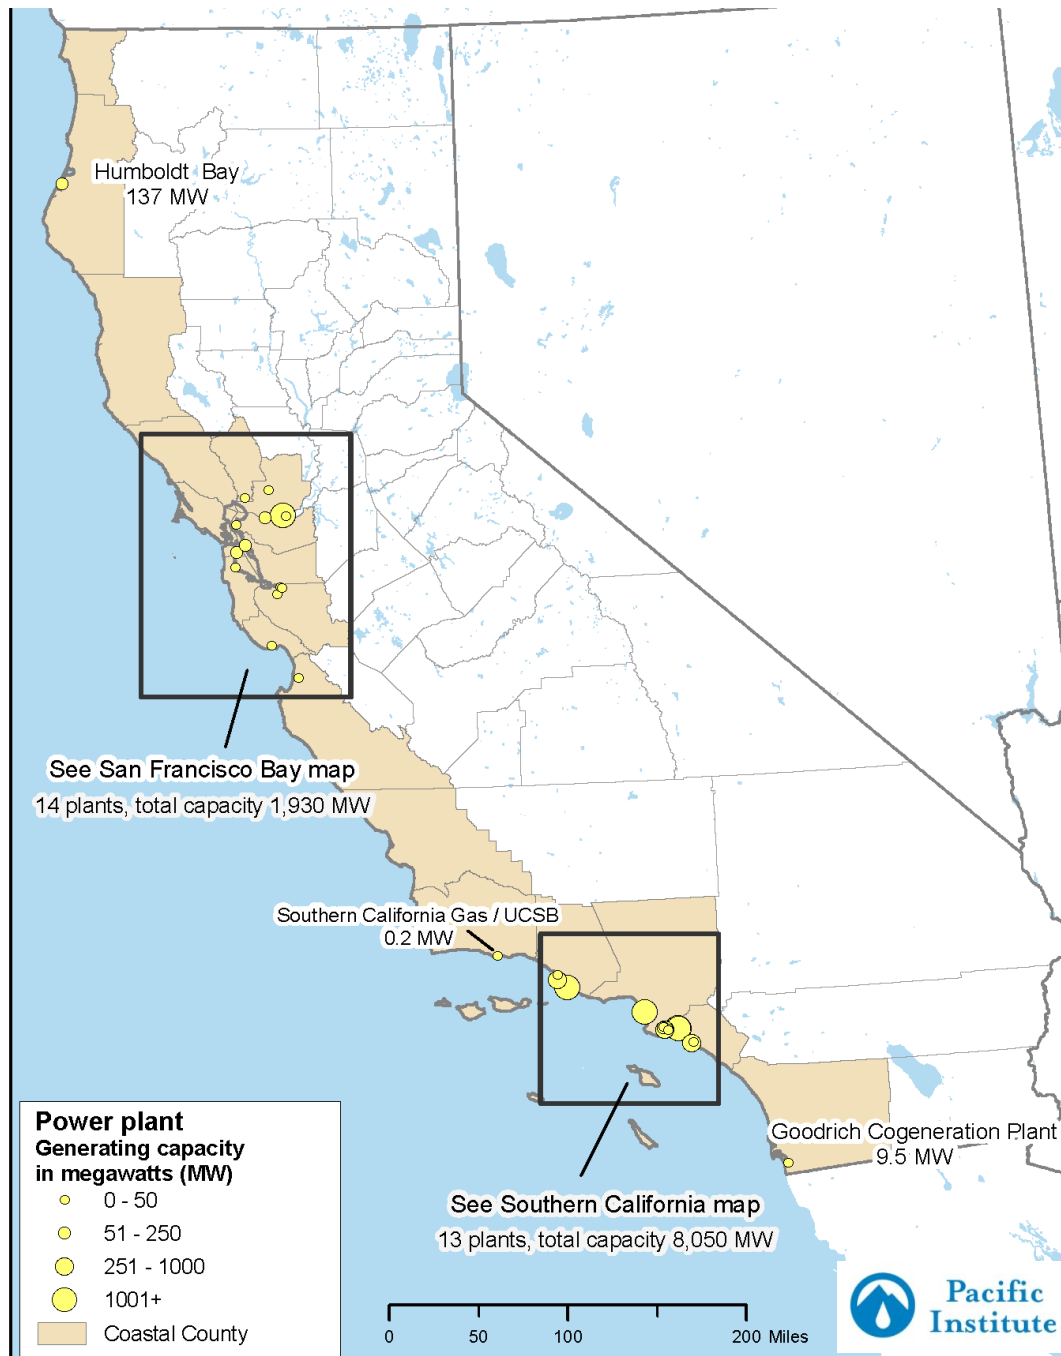 Humboldt Bay
137 MW
See San Francisco Bay map
14 plants, total capacity 1,930 MW
Southern California Gas / UCSB
0.2 MW
Goodrich Cogeneration Plant
9.5 MW
See Southern California map
13 plants, total capacity 8,050 MW
Power plant
Generating capacity
in megawatts (MW)
0 - 50
51 - 250
251 - 1000
1001+
Coastal County
0 50 100 200 Miles
Pacific
Institute